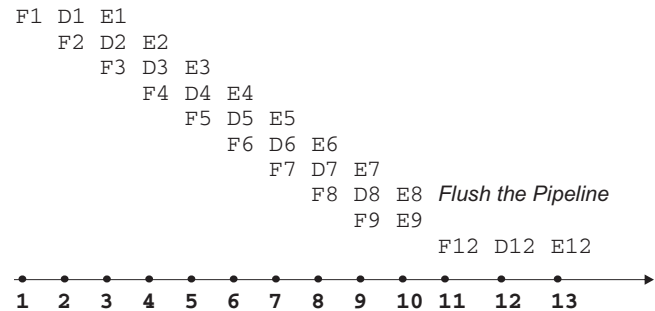 F1 D1 E1
F2 D2 E2
F3 D3 E3
F4 D4 E4
F5 D5 E5
F6 D6 E6
F7 D7 E7
F8 D8 E8 Flush the Pipeline
F9 E9
F12 D12 E12
1 2 3 4 5 6 7 8 9 10 11 12 13